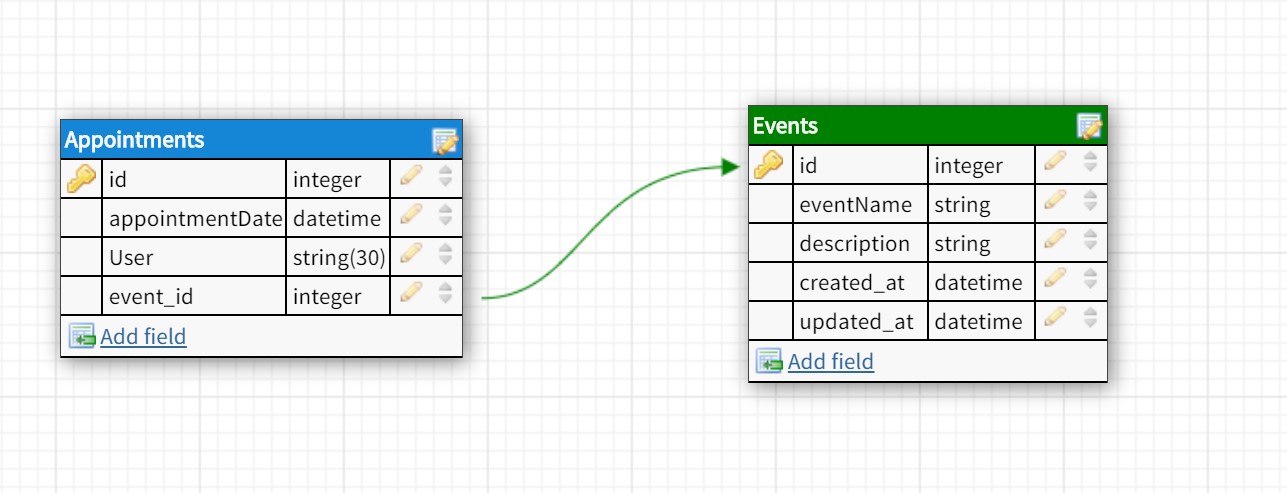 Appointments
id integer
appointmentDate datetime
User string(30)
event_id integer
Add field
Events
id integer
eventName string
description string
created_at datetime
updated_at datetime
Add field